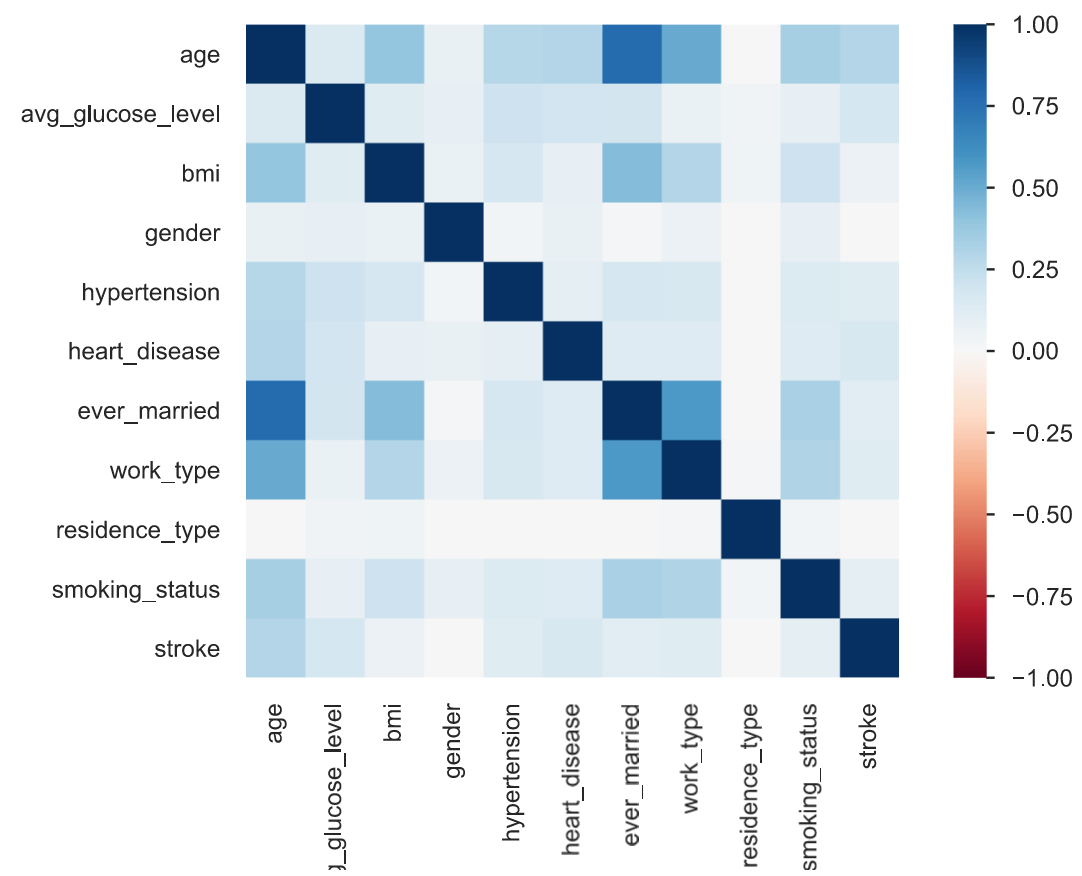 age
avg_glucose_level
bmi
gender
hypertension
heart_disease
ever_married
work_type
residence_type
smoking_status
stroke
1.00
0.75
0.50
0.25
0.00
−0.25
−0.50
−0.75
−1.00
age
g_glucose_level
bmi
gender
hypertension
heart_disease
ever_married
work_type
residence_type
smoking_status
stroke